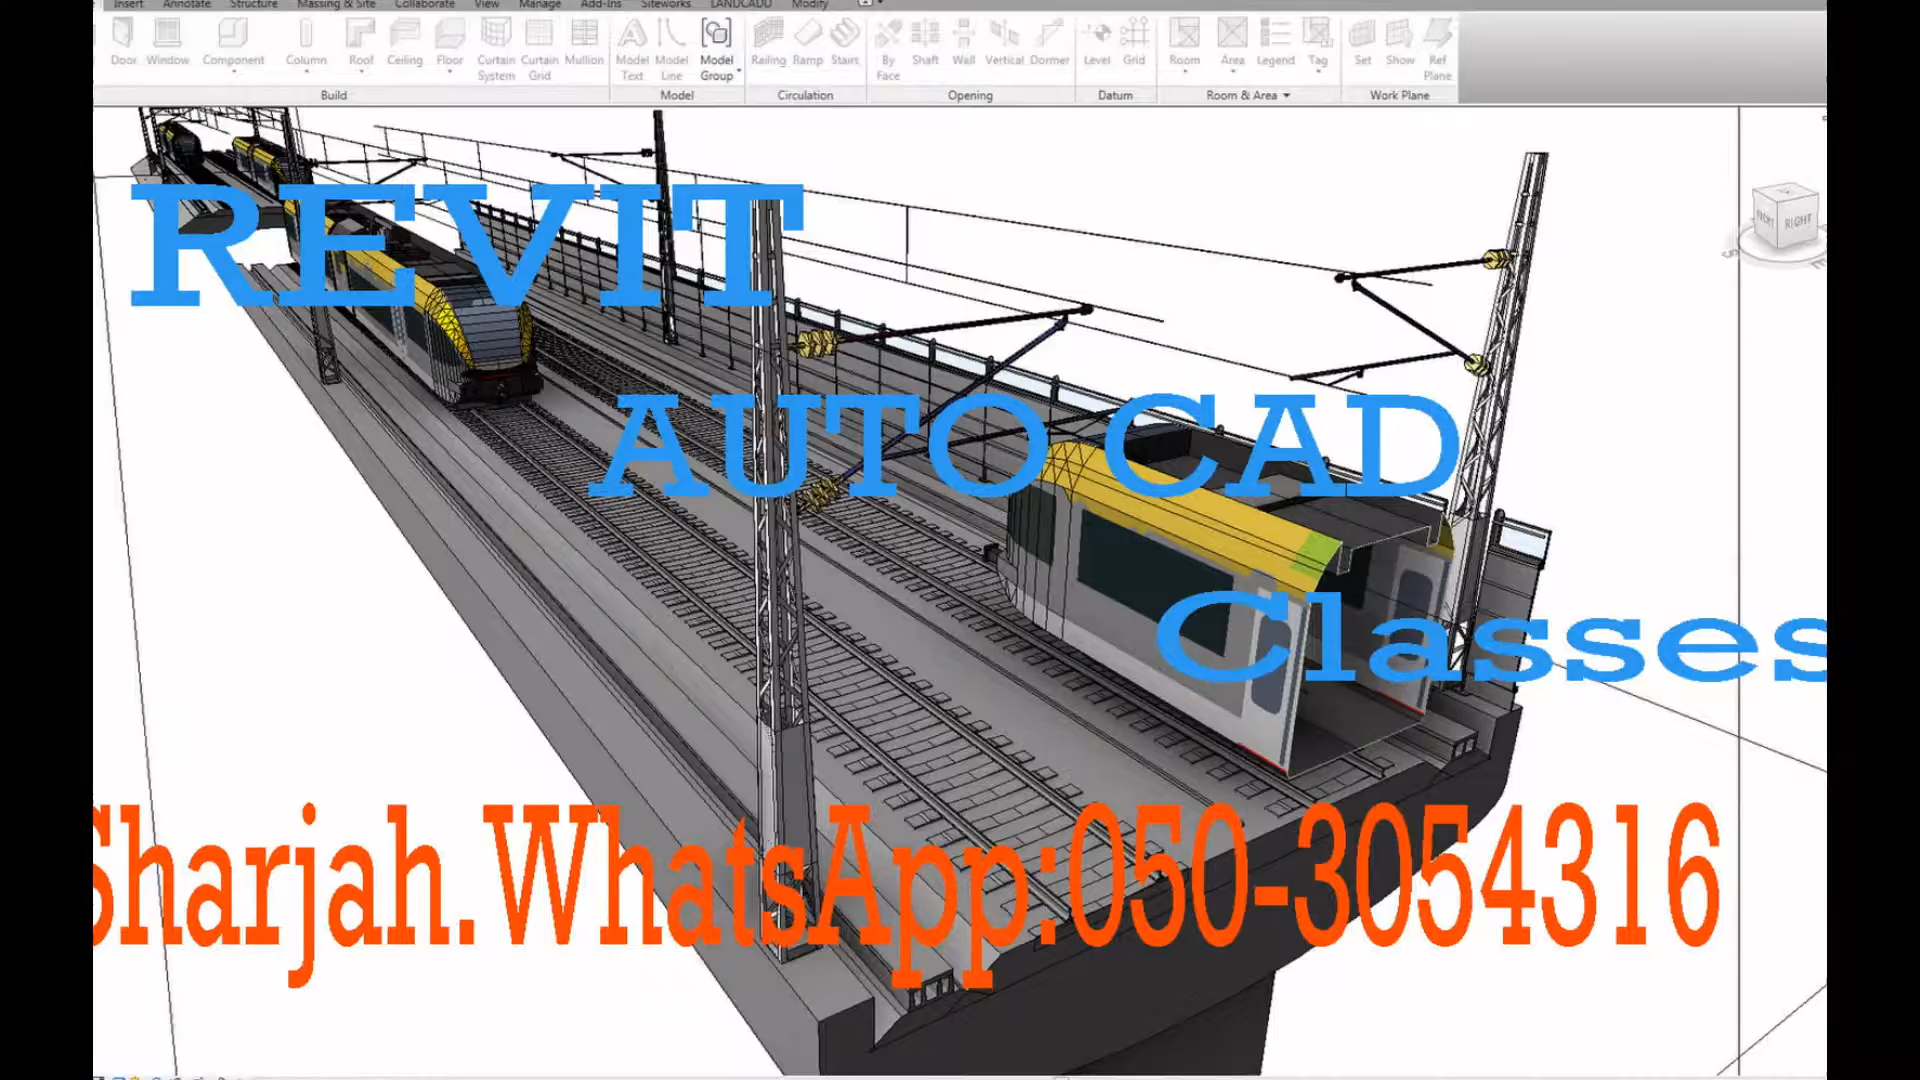 Insert Annotate Structure Massing & Site Collaborate View Manage Add-Ins Siteworks LANDCADD Modify
Door Window Component Column Roof Ceiling Floor Curtain System Curtain Grid Mullion Model Text Model Line Model Group Railing Ramp Stairs By Face Shaft Wall Vertical Dormer Level Grid Room Area Legend Tag Set Show Ref Plane
Build Model Circulation Opening Datum Room & Area Work Plane
RIGHT
REVIT
AUTO CAD
Classes
Sharjah.WhatsApp:050-3054316